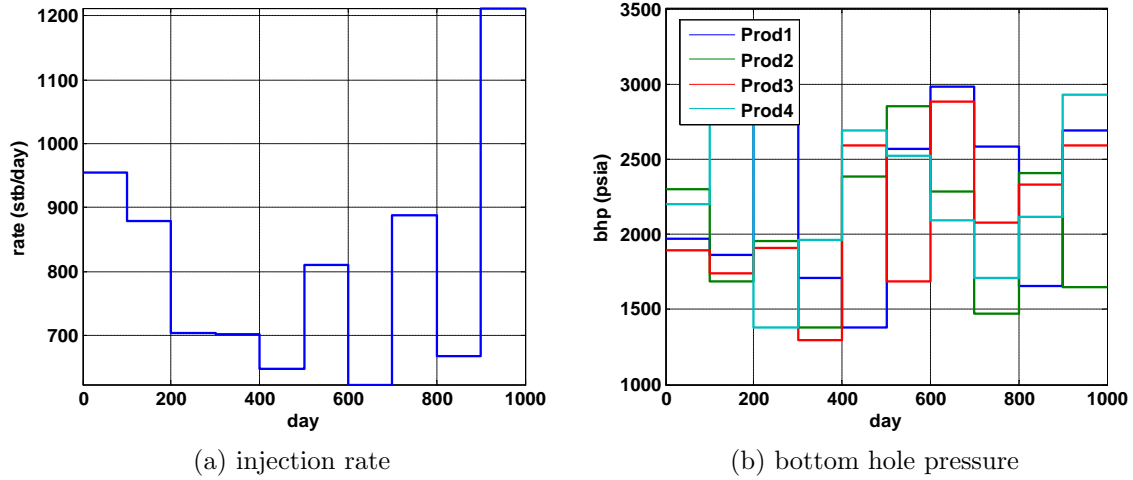 1200
1100
1000
900
800
700
rate (stb/day)
0
200
400
600
800
1000
day
(a) injection rate
3500
3000
2500
2000
1500
1000
bhp (psia)
Prod1
Prod2
Prod3
Prod4
0
200
400
600
800
1000
day
(b) bottom hole pressure